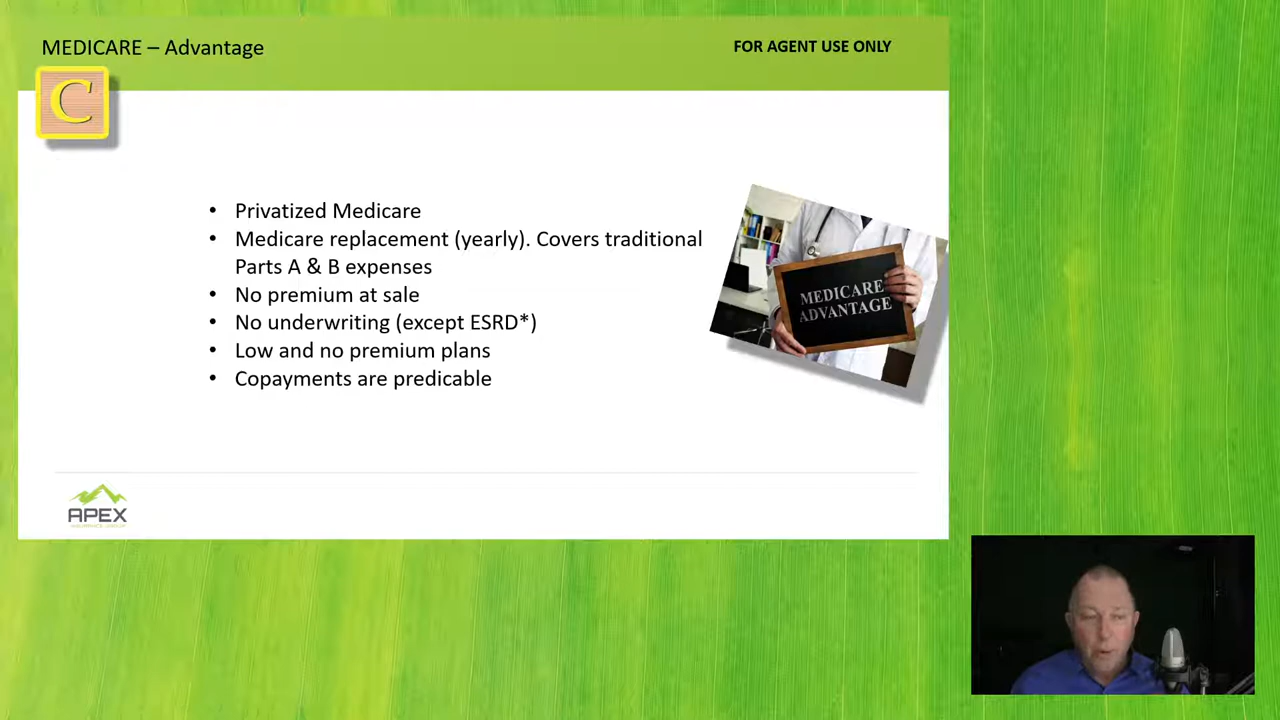 MEDICARE – Advantage
FOR AGENT USE ONLY
C
• Privatized Medicare
• Medicare replacement (yearly). Covers traditional
Parts A & B expenses
• No premium at sale
• No underwriting (except ESRD*)
• Low and no premium plans
• Copayments are predicable
MEDICARE
ADVANTAGE
APEX